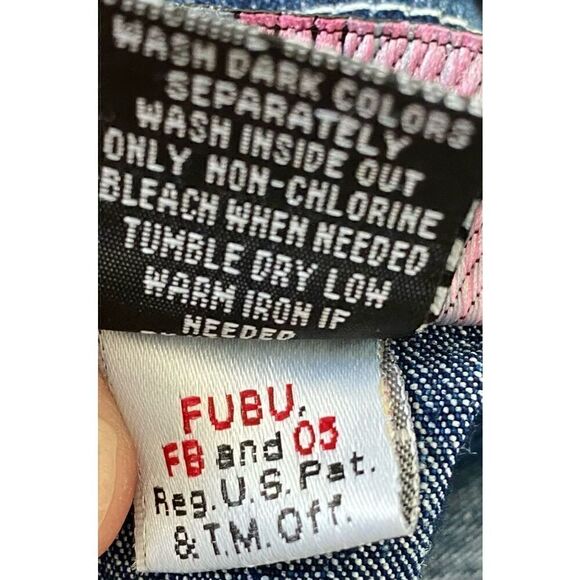 WASH DARK COLORS
SEPARATELY
WASH INSIDE OUT
ONLY NON-CHLORINE
BLEACH WHEN NEEDED
TUMBLE DRY LOW
WARM IRON IF
NEEDED
FUBU,
FB and 05
Reg. U.S. Pat.
& T.M. Off.